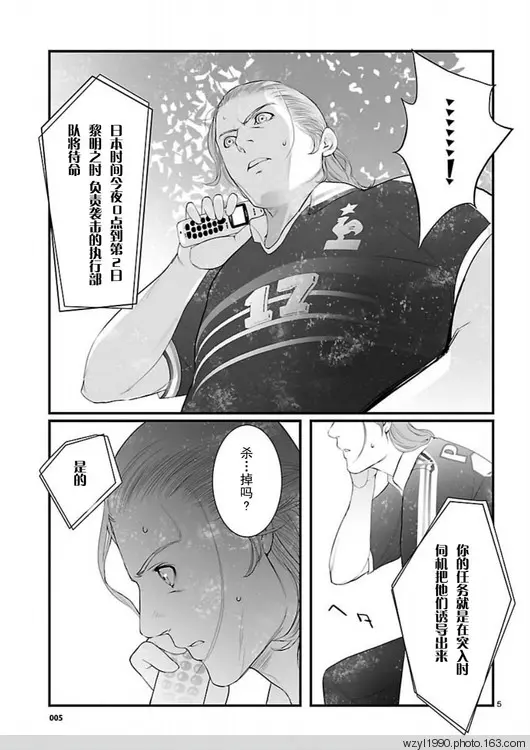 ……！
日本时间今夜0点到第2日
黎明之时 负责袭击的执行部
队将待命
17
你的任务就是在突入时
伺机把他们诱导出来
杀…掉吗？
是的
5
005
wzyl1990.photo.163.com